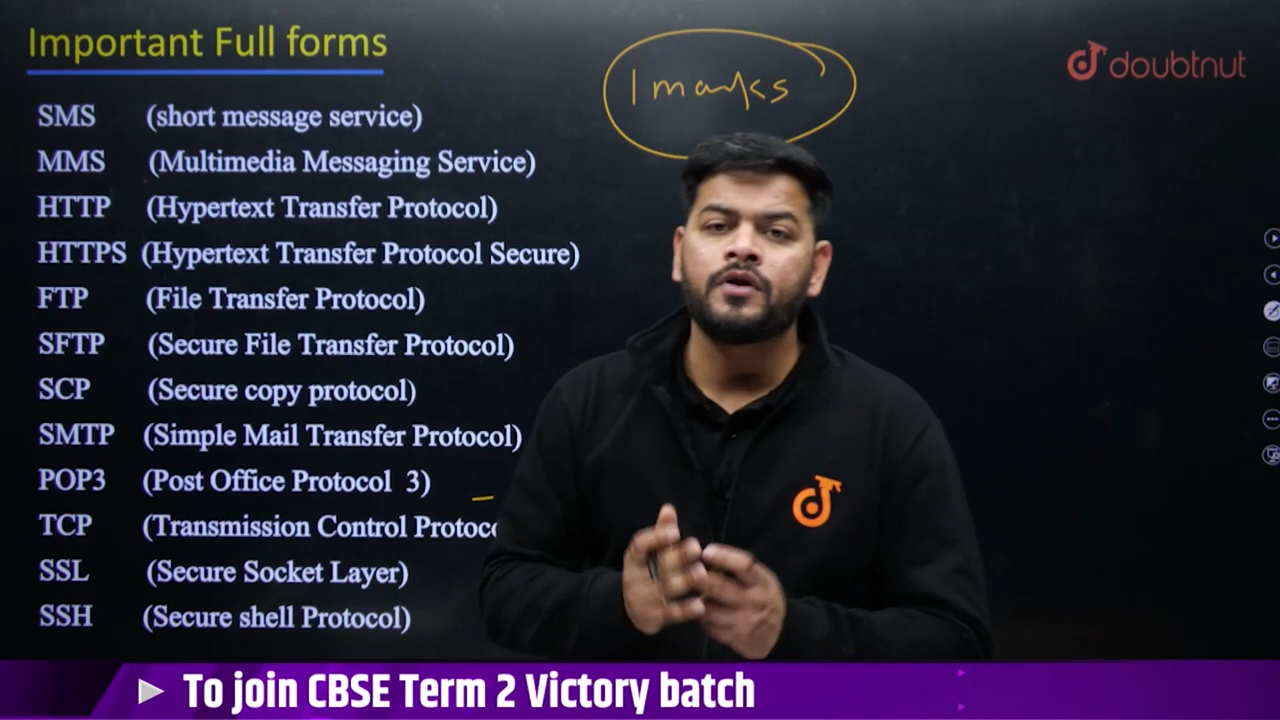 Important Full forms
1 marks
doubtnut
SMS (short message service)
MMS (Multimedia Messaging Service)
HTTP (Hypertext Transfer Protocol)
HTTPS (Hypertext Transfer Protocol Secure)
FTP (File Transfer Protocol)
SFTP (Secure File Transfer Protocol)
SCP (Secure copy protocol)
SMTP (Simple Mail Transfer Protocol)
POP3 (Post Office Protocol 3)
TCP (Transmission Control Protoco
SSL (Secure Socket Layer)
SSH (Secure shell Protocol)
To join CBSE Term 2 Victory batch